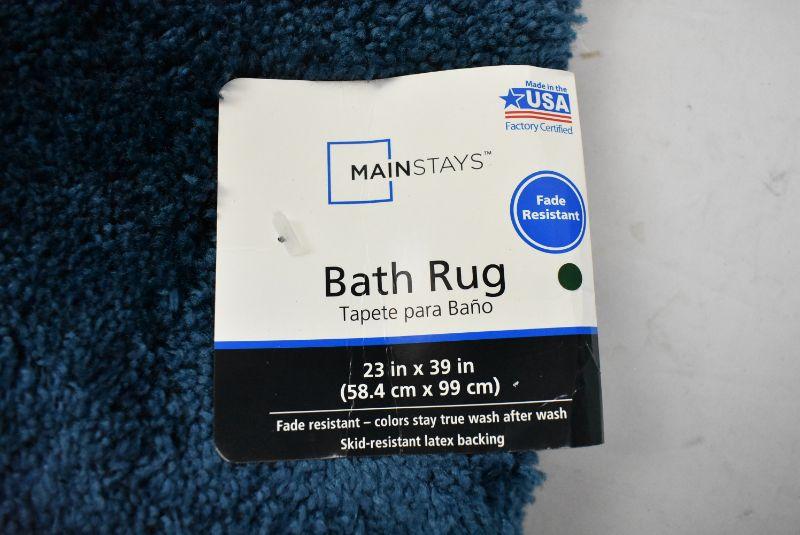 Made in the
USA
Factory Certified
MAINSTAYS™
Fade
Resistant
Bath Rug
Tapete para Baño
23 in x 39 in
(58.4 cm x 99 cm)
Fade resistant – colors stay true wash after wash
Skid-resistant latex backing